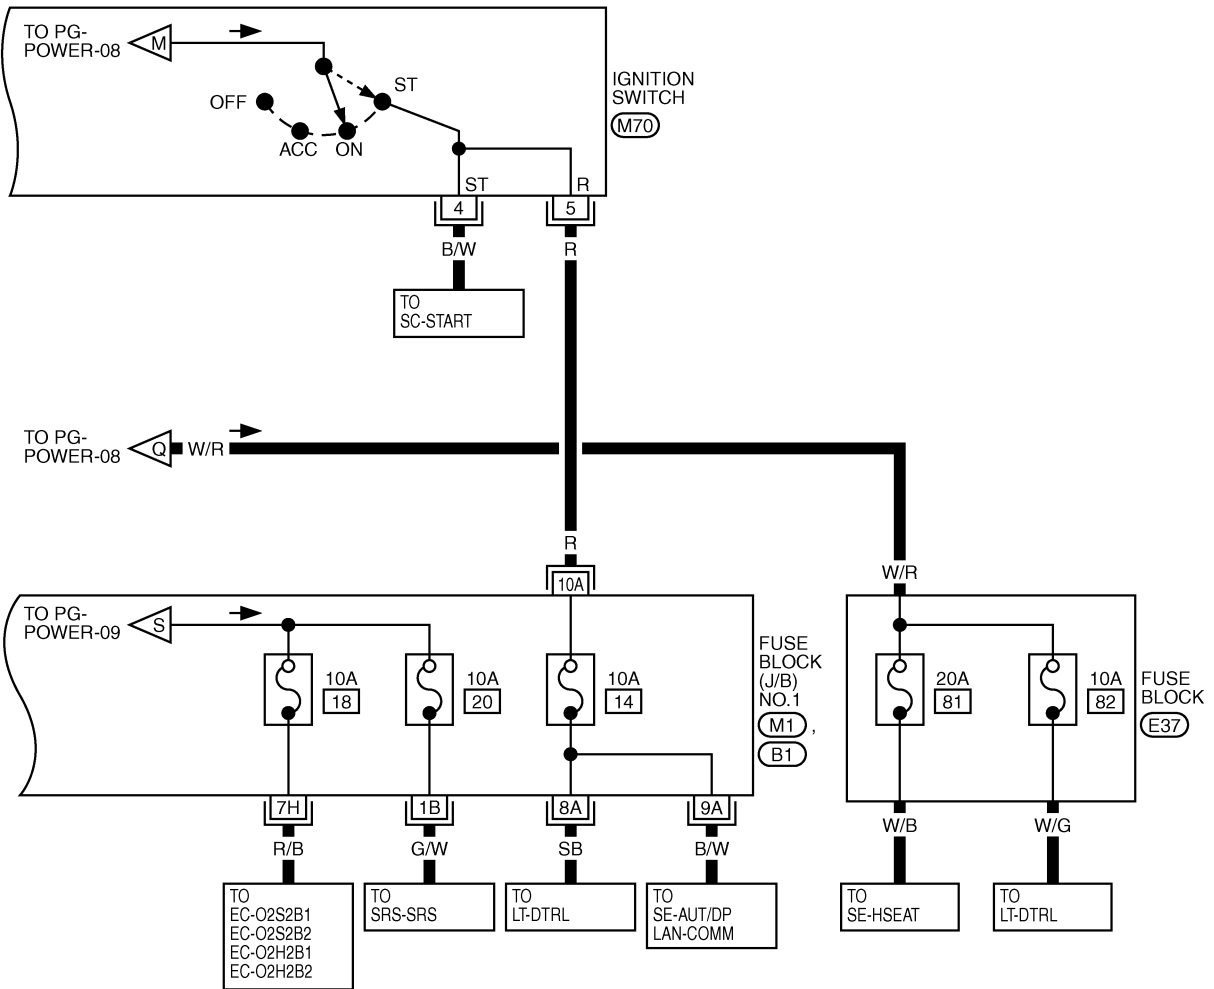 TO PG-
POWER-08
M
OFF
ACC
ON
ST
IGNITION
SWITCH
M70
ST
R
4
5
B/W
R
TO
SC-START
TO PG-
POWER-08
Q
W/R
R
W/R
10A
TO PG-
POWER-09
S
10A
18
10A
20
10A
14
FUSE
BLOCK
(J/B)
NO.1
M1 ,
B1
20A
81
10A
82
FUSE
BLOCK
E37
7H
1B
8A
9A
R/B
G/W
SB
B/W
W/B
W/G
TO
EC-O2S2B1
EC-O2S2B2
EC-O2H2B1
EC-O2H2B2
TO
SRS-SRS
TO
LT-DTRL
TO
SE-AUT/DP
LAN-COMM
TO
SE-HSEAT
TO
LT-DTRL